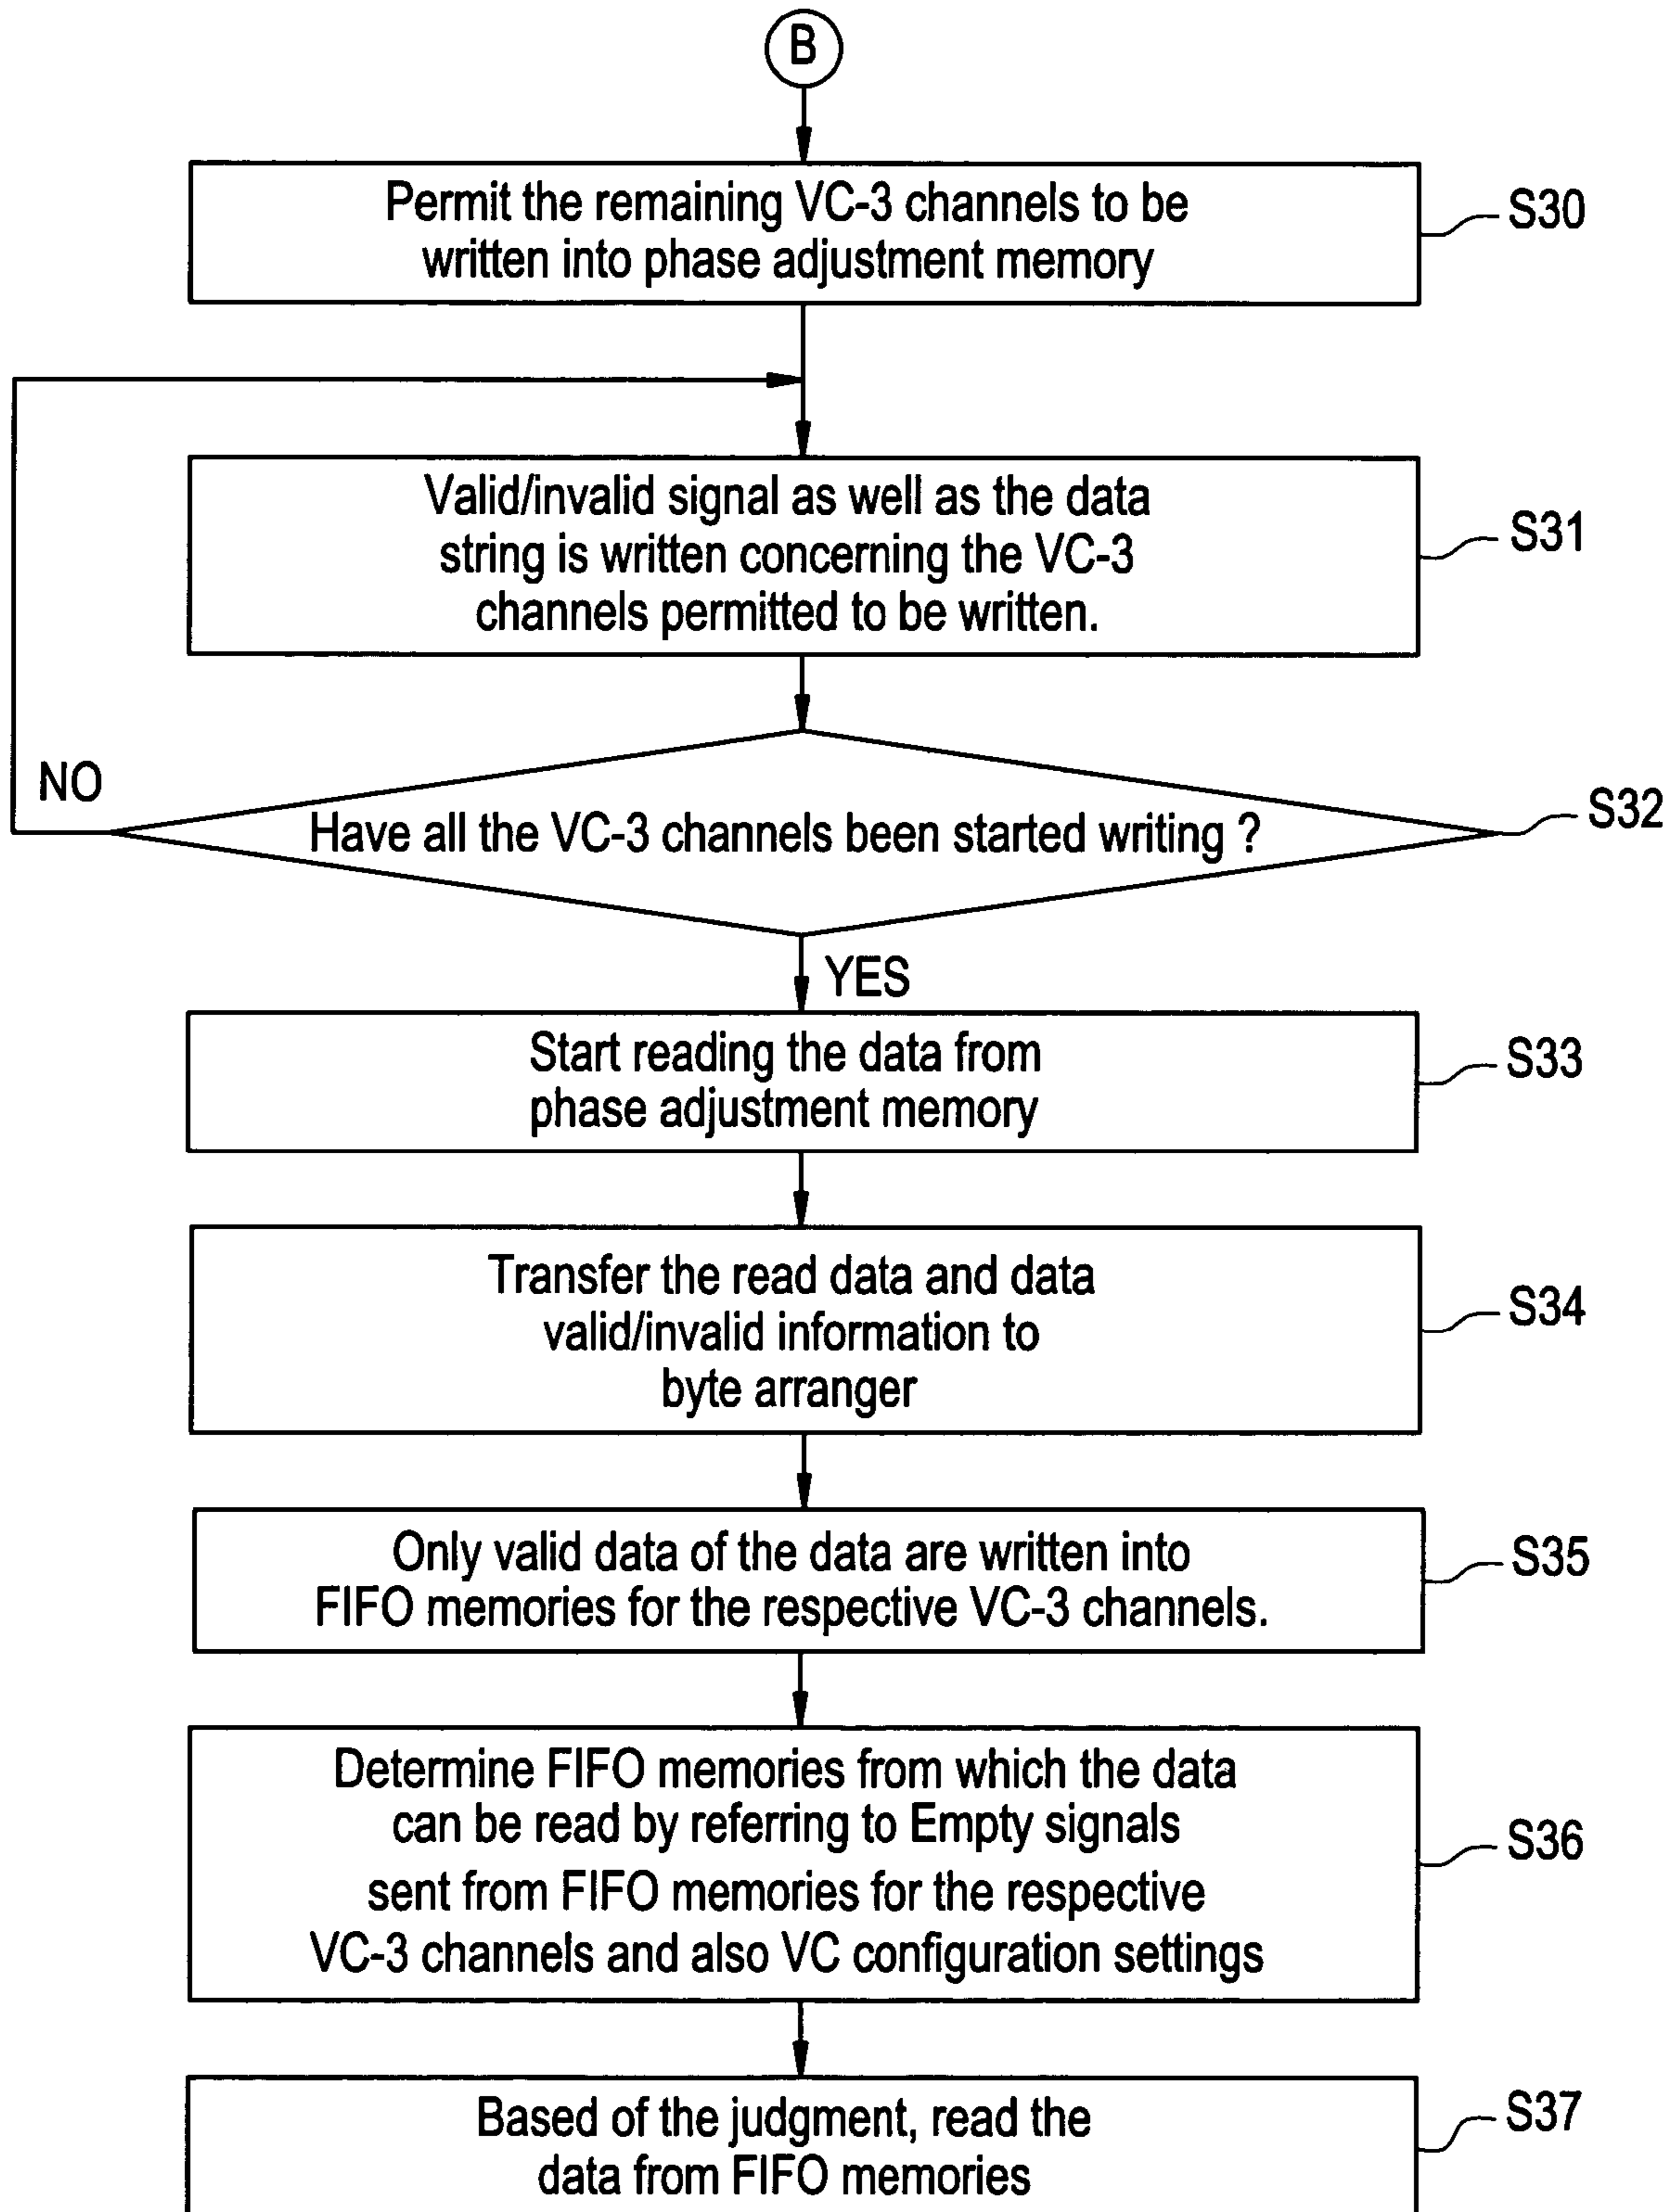 B
Permit the remaining VC-3 channels to be
written into phase adjustment memory
S30
Valid/invalid signal as well as the data
string is written concerning the VC-3
channels permitted to be written.
S31
NO
Have all the VC-3 channels been started writing ?
S32
YES
Start reading the data from
phase adjustment memory
S33
Transfer the read data and data
valid/invalid information to
byte arranger
S34
Only valid data of the data are written into
FIFO memories for the respective VC-3 channels.
S35
Determine FIFO memories from which the data
can be read by referring to Empty signals
sent from FIFO memories for the respective
VC-3 channels and also VC configuration settings
S36
Based of the judgment, read the
data from FIFO memories
S37